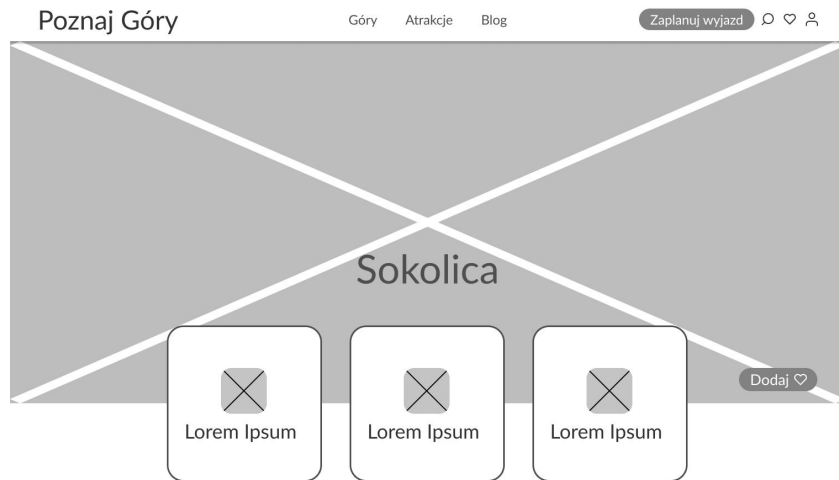 Poznaj Góry
Góry Atrakcje Blog
Zaplanuj wyjazd
Sokolica
Dodaj
Lorem Ipsum
Lorem Ipsum
Lorem Ipsum